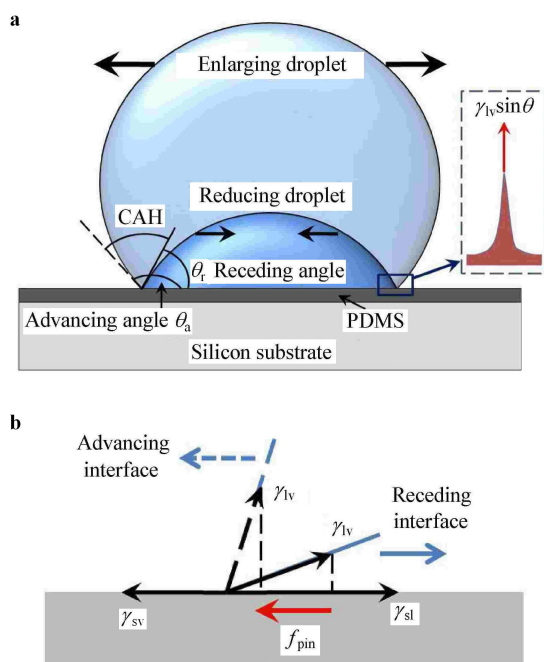 a
Enlarging droplet
γlvsinθ
Reducing droplet
CAH
θr Receding angle
Advancing angle θa
PDMS
Silicon substrate
b
Advancing
interface
γlv
γlv
Receding
interface
γsv
γsl
fpin